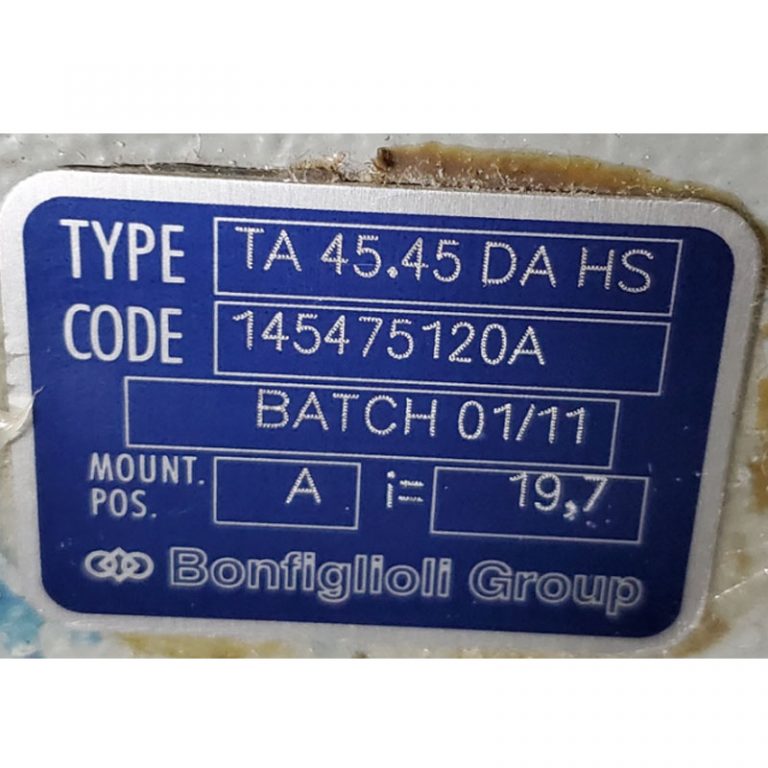 TYPE TA 45.45 DA HS
CODE 145475120A
BATCH 01/11
MOUNT. POS. A i= 19,7
Bonfiglioli Group